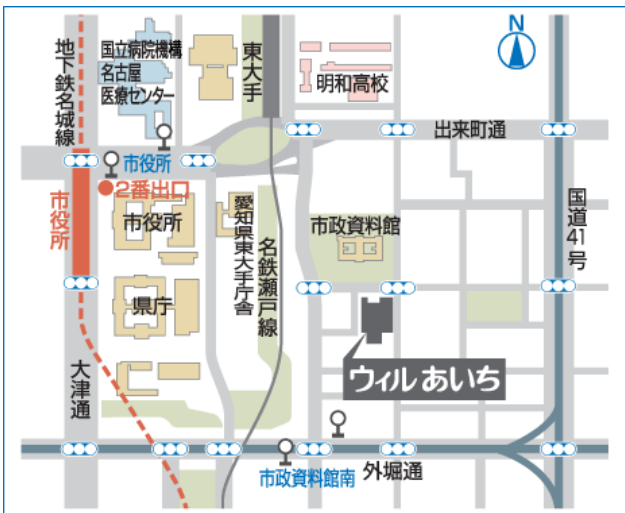 N
地下鉄名城線
国立病院機構
名古屋
医療センター
東大手
明和高校
出来町通
市役所
2番出口
市役所
市役所
愛知県東大手庁舎
名鉄瀬戸線
市政資料館
国道41号
県庁
大津通
ウィルあいち
市政資料館南
外堀通